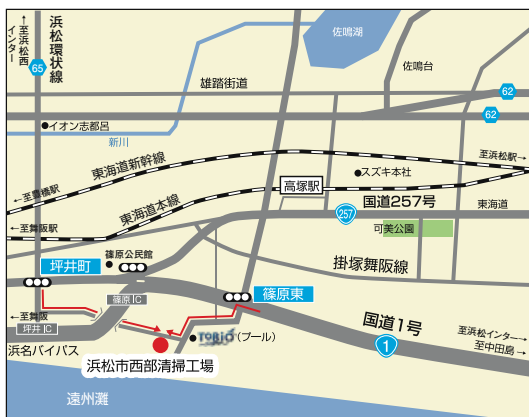 ←至浜松西
インター
浜松環状線
65
佐鳴湖
佐鳴台
雄踏街道
62
62
イオン志都呂
新川
東海道新幹線
至浜松駅→
スズキ本社
←至豊橋駅
高塚駅
東海道本線
国道257号
257
東海道
可美公園
←至舞阪駅
篠原公民館
坪井町
掛塚舞阪線
篠原IC
篠原東
←至舞阪
坪井IC
国道1号
1
至浜松インター→
至中田島→
浜名バイパス
TOBiO(プール)
浜松市西部清掃工場
遠州灘